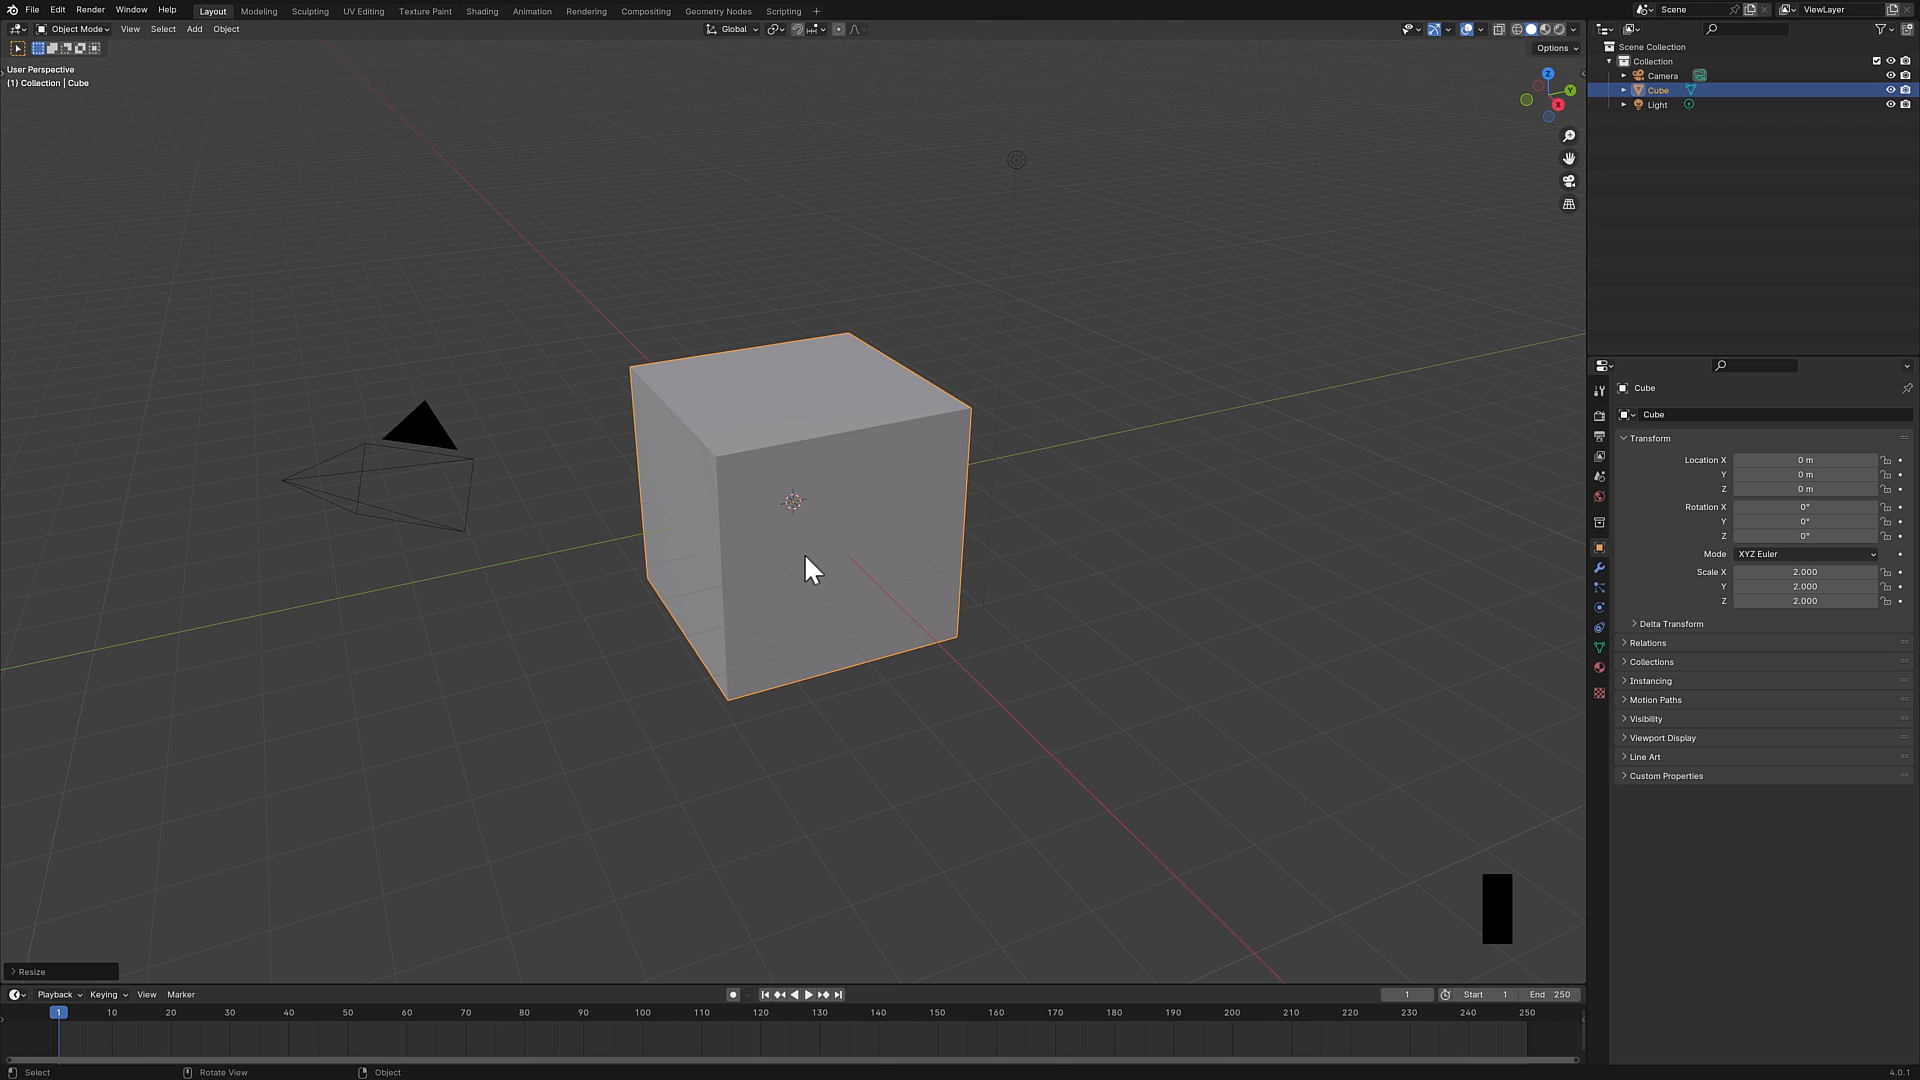 File Edit Render Window Help Layout Modeling Sculpting UV Editing Texture Paint Shading Animation Rendering Compositing Geometry Nodes Scripting + Scene ViewLayer
Object Mode View Select Add Object Global
Options
User Perspective
(1) Collection | Cube
Z
Y
X
Scene Collection
Collection
Camera
Cube
Light
Cube
Cube
Transform
Location X 0 m
Y 0 m
Z 0 m
Rotation X 0°
Y 0°
Z 0°
Mode XYZ Euler
Scale X 2.000
Y 2.000
Z 2.000
Delta Transform
Relations
Collections
Instancing
Motion Paths
Visibility
Viewport Display
Line Art
Custom Properties
Resize
Playback Keying View Marker 1 Start 1 End 250
1 10 20 30 40 50 60 70 80 90 100 110 120 130 140 150 160 170 180 190 200 210 220 230 240 250
Select Rotate View Object 4.0.1